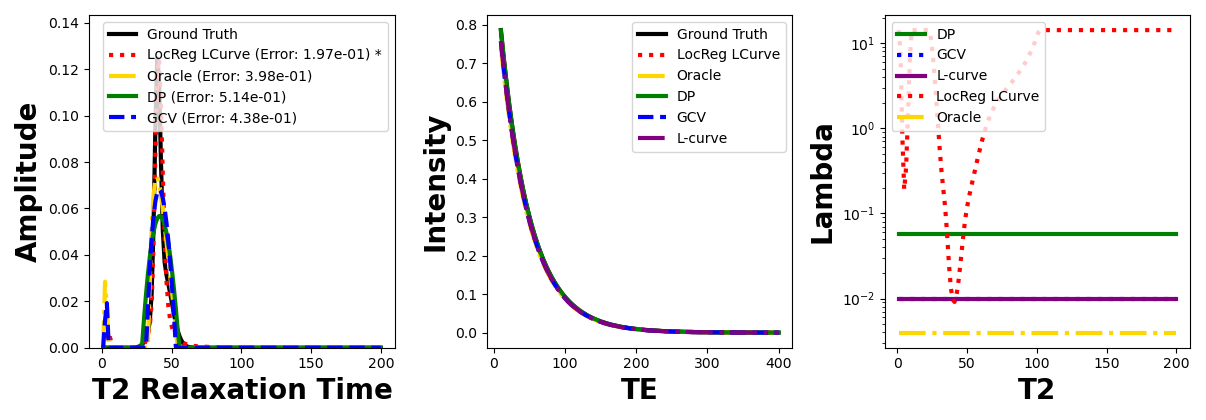 0.14
0.12
0.10
0.08
0.06
0.04
0.02
0.00
0
50
100
150
200
Amplitude
T2 Relaxation Time
Ground Truth
LocReg LCurve (Error: 1.97e-01) *
Oracle (Error: 3.98e-01)
DP (Error: 5.14e-01)
GCV (Error: 4.38e-01)
0.8
0.7
0.6
0.5
0.4
0.3
0.2
0.1
0.0
0
100
200
300
400
Intensity
TE
Ground Truth
LocReg LCurve
Oracle
DP
GCV
L-curve
10¹
10⁰
10⁻¹
10⁻²
0
50
100
150
200
Lambda
T2
DP
GCV
L-curve
LocReg LCurve
Oracle